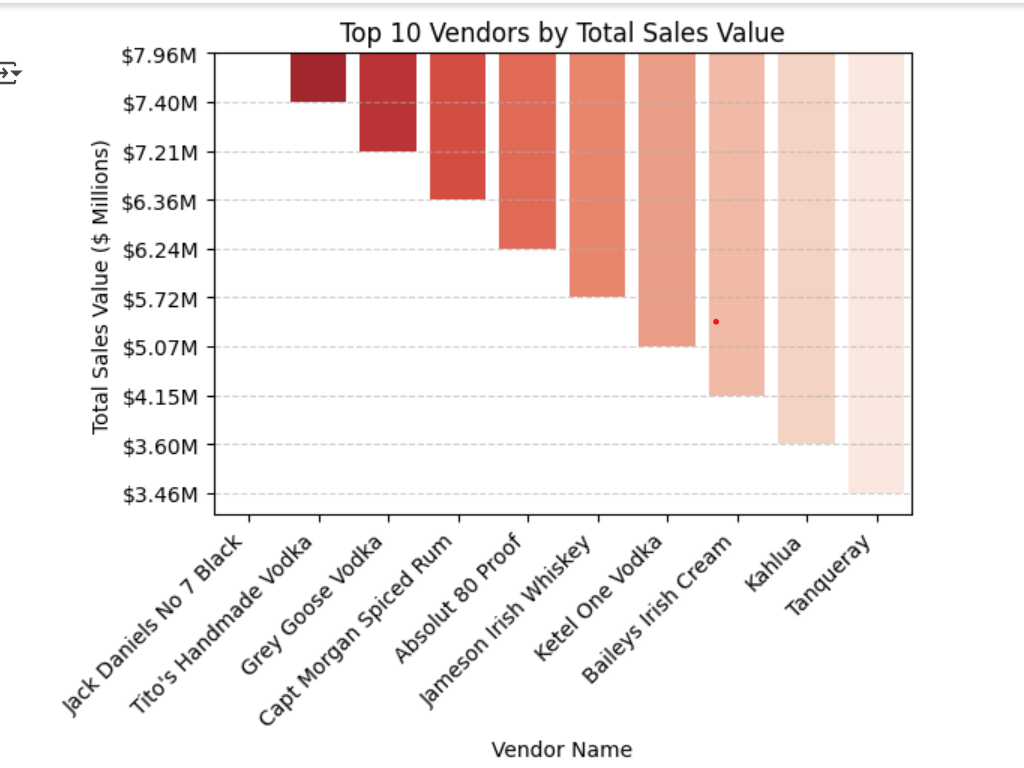 Top 10 Vendors by Total Sales Value
Total Sales Value ($ Millions)
$7.96M
$7.40M
$7.21M
$6.36M
$6.24M
$5.72M
$5.07M
$4.15M
$3.60M
$3.46M
Jack Daniels No 7 Black
Tito's Handmade Vodka
Grey Goose Vodka
Capt Morgan Spiced Rum
Absolut 80 Proof
Jameson Irish Whiskey
Ketel One Vodka
Baileys Irish Cream
Kahlua
Tanqueray
Vendor Name